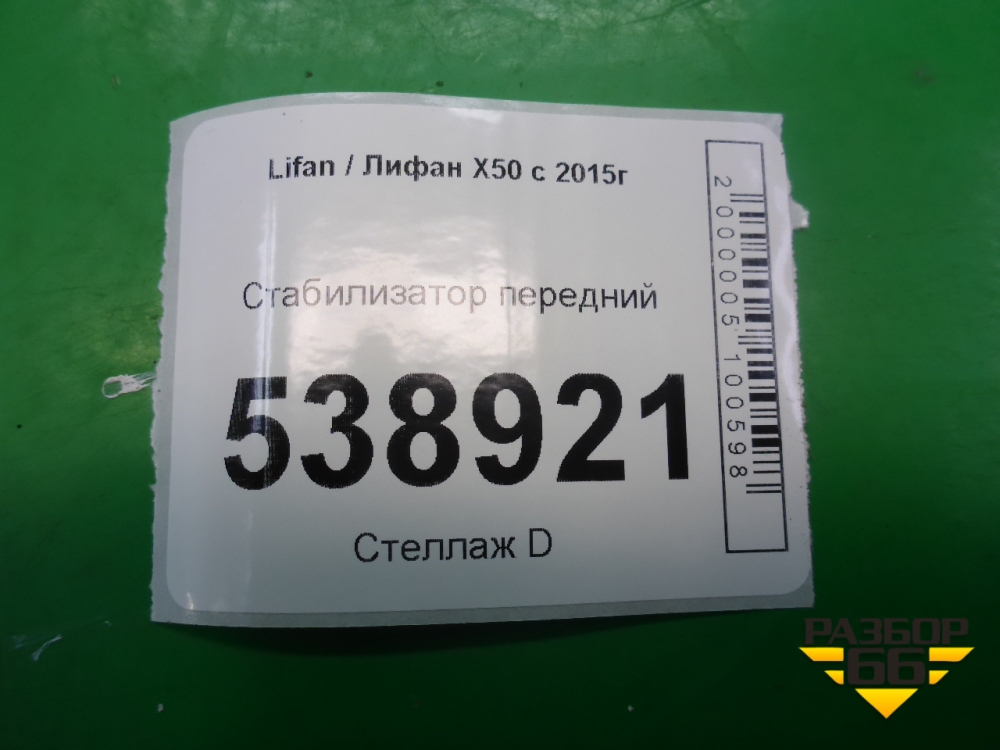 Lifan / Лифан X50 с 2015г
Стабилизатор передний
538921
Стеллаж D
2000005100598
РАЗБОР
66